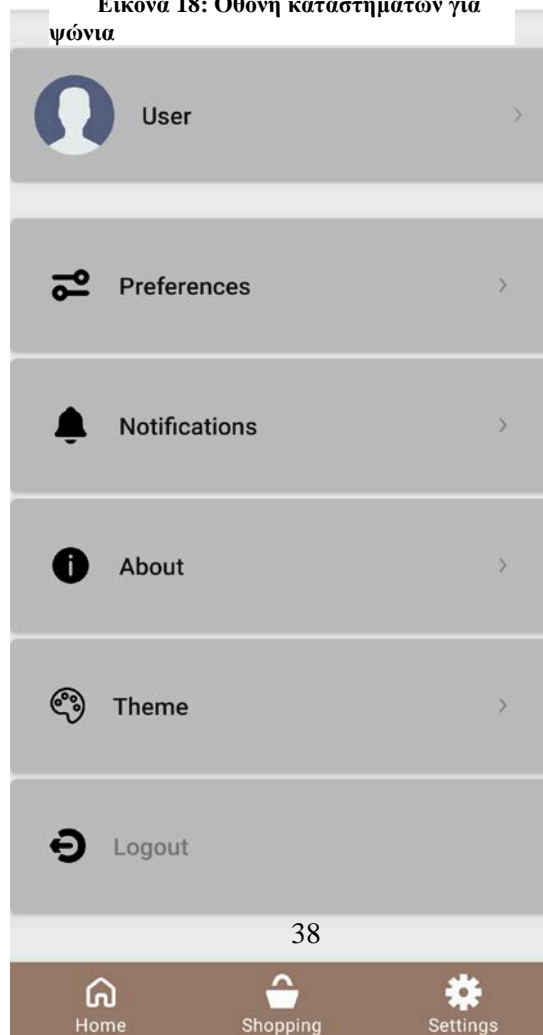 Εικόνα 18: Οθόνη καταστημάτων για
ψώνια
User
Preferences
Notifications
About
Theme
Logout
38
Home Shopping Settings